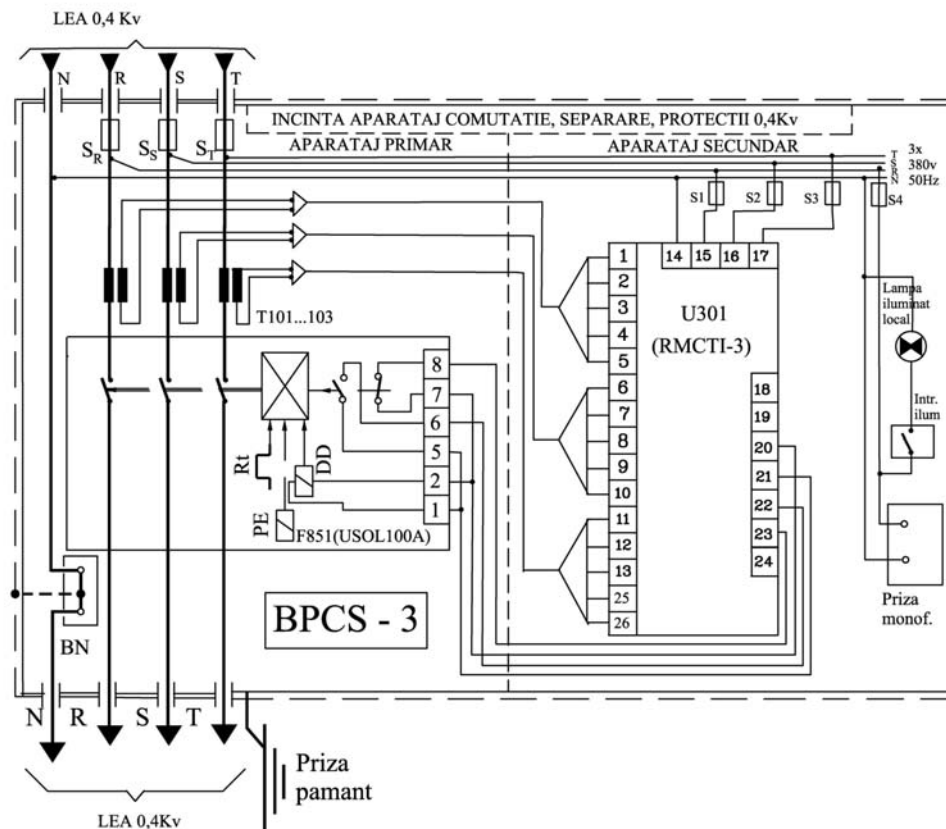 LEA 0,4 Kv
N R S T
INCINTA APARATAJ COMUTATIE, SEPARARE, PROTECTII 0,4Kv
APARATAJ PRIMAR
APARATAJ SECUNDAR
SR SS ST
T
S
R
N
3x
380v
50Hz
S1 S2 S3 S4
14 15 16 17
1
2
3
4
5
6
7
8
9
10
11
12
13
25
26
U301
(RMCTI-3)
18
19
20
21
22
23
24
T101...103
8
7
6
5
2
1
Rt
PE
DD
F851(USOL100A)
Lampa
iluminat
local
Intr.
ilum
Priza
monof.
BN
BPCS - 3
N R S T
Priza
pamant
LEA 0,4Kv